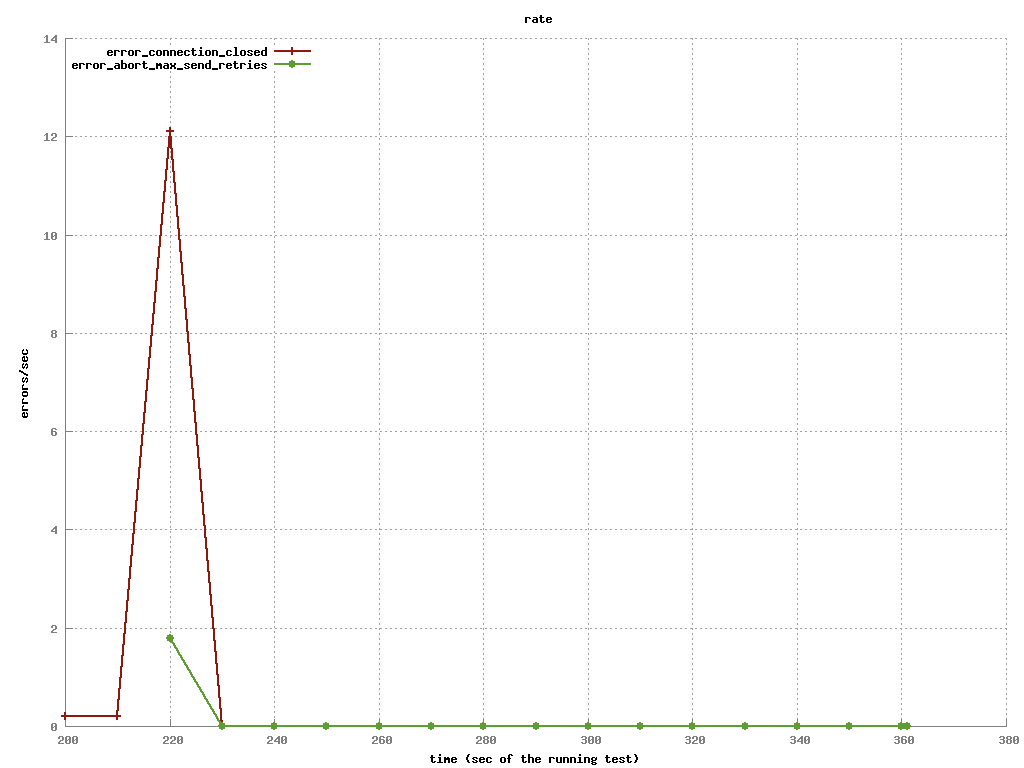 rate
error_connection_closed
error_abort_max_send_retries
14
12
10
8
6
4
2
0
errors/sec
200 220 240 260 280 300 320 340 360 380
time (sec of the running test)